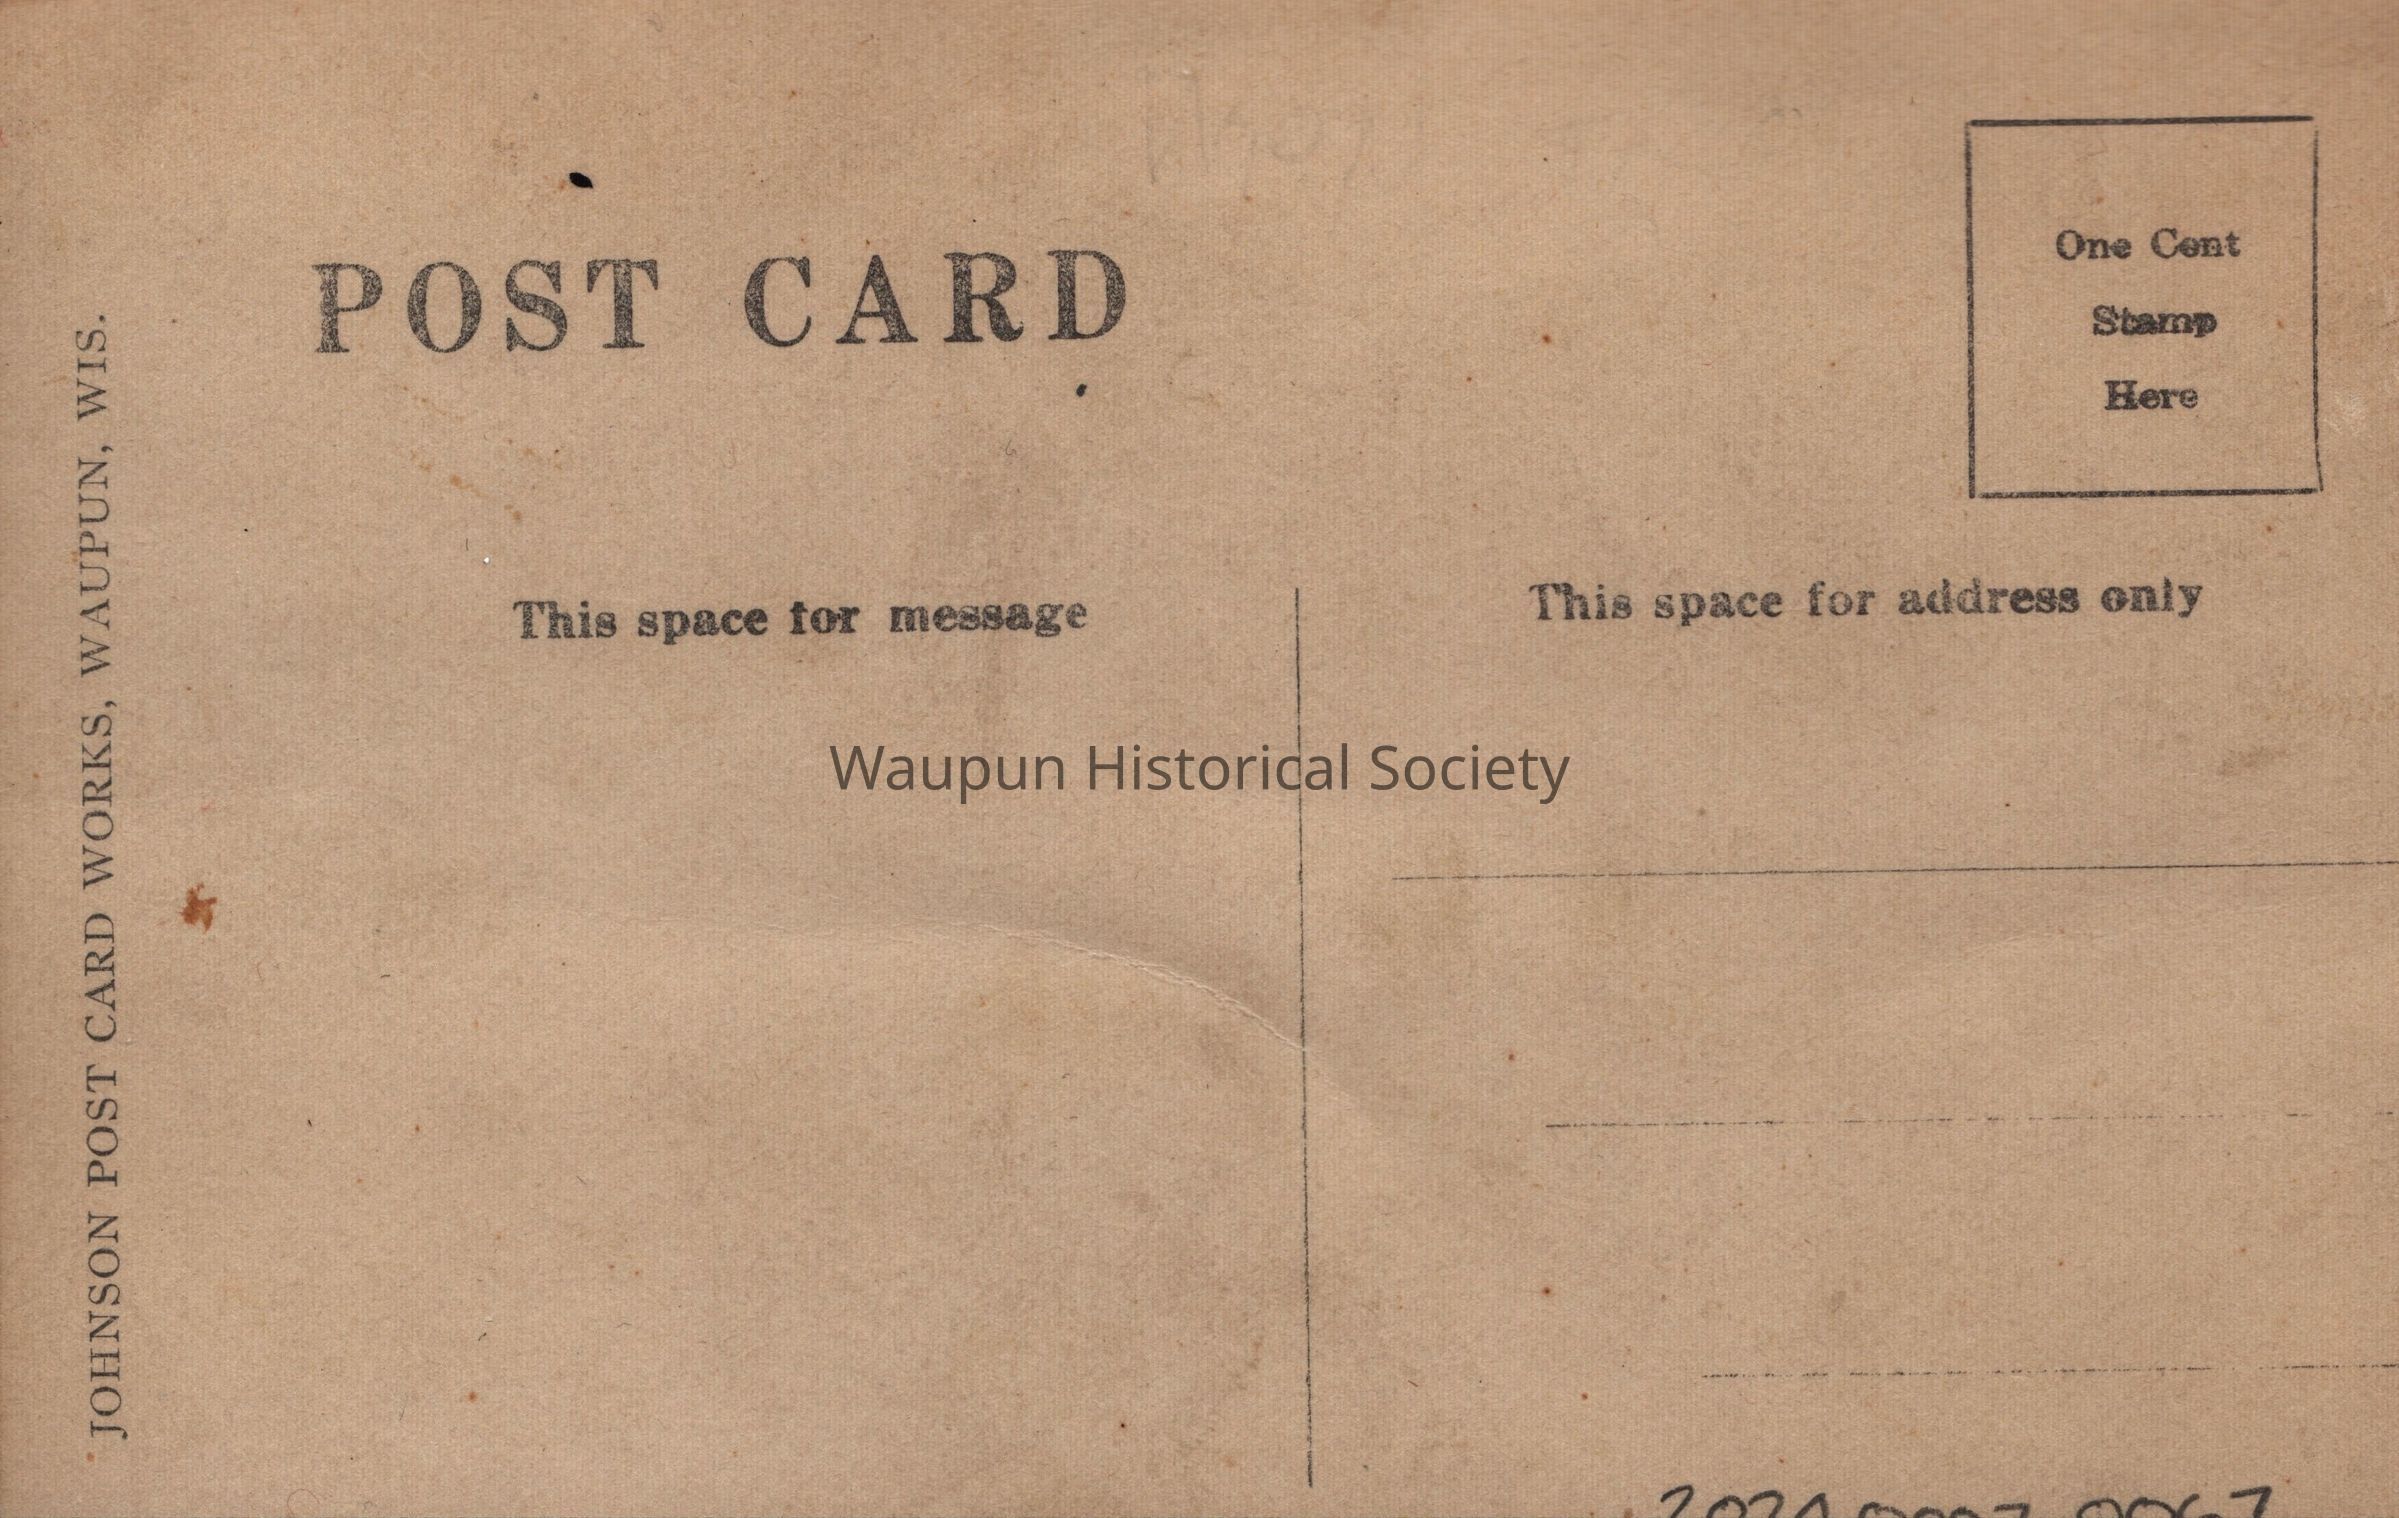 POST CARD
One Cent
Stamp
Here
This space for message
This space for address only
Waupun Historical Society
JOHNSON POST CARD WORKS, WAUPUN, WIS.